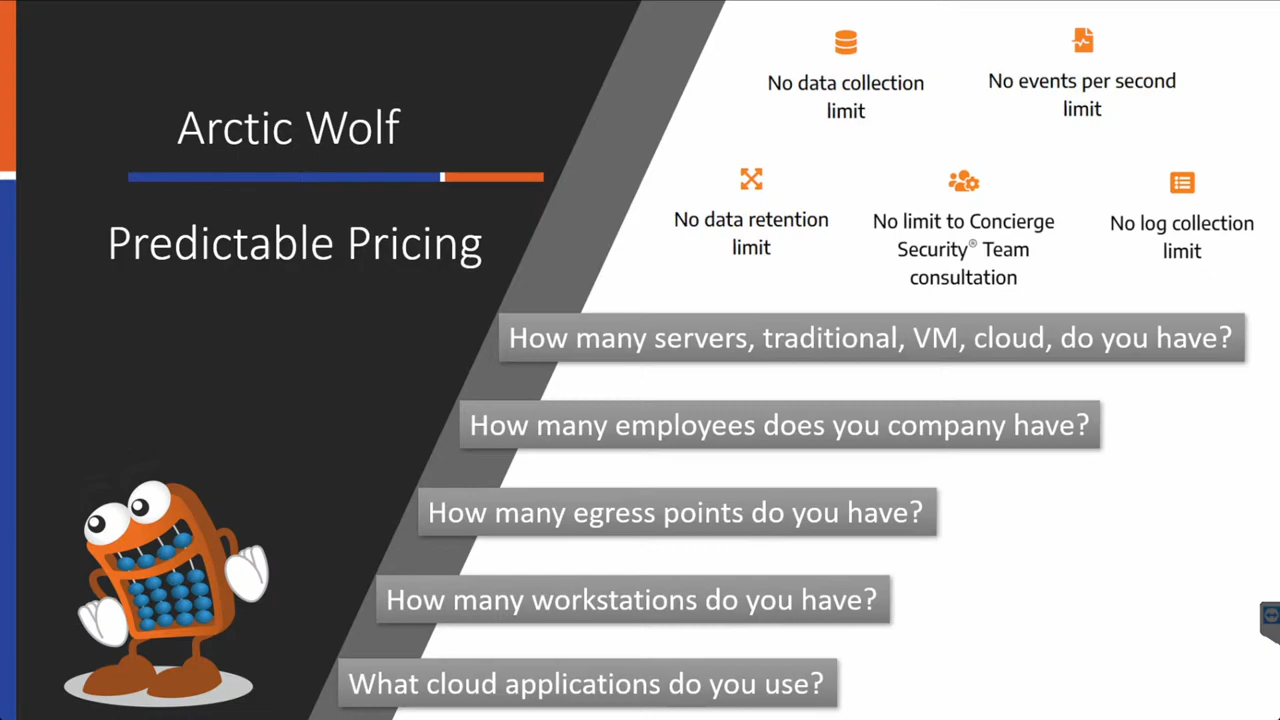 Arctic Wolf
Predictable Pricing
No data collection
limit
No events per second
limit
No data retention
limit
No limit to Concierge
Security® Team
consultation
No log collection
limit
How many servers, traditional, VM, cloud, do you have?
How many employees does you company have?
How many egress points do you have?
How many workstations do you have?
What cloud applications do you use?